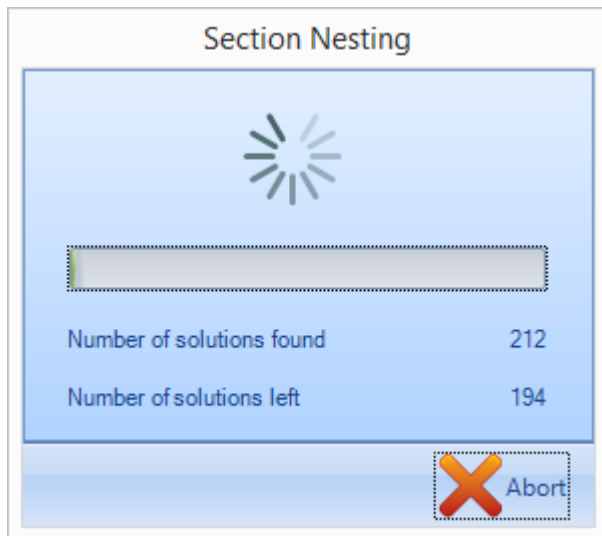 Section Nesting
Number of solutions found 212
Number of solutions left 194
Abort